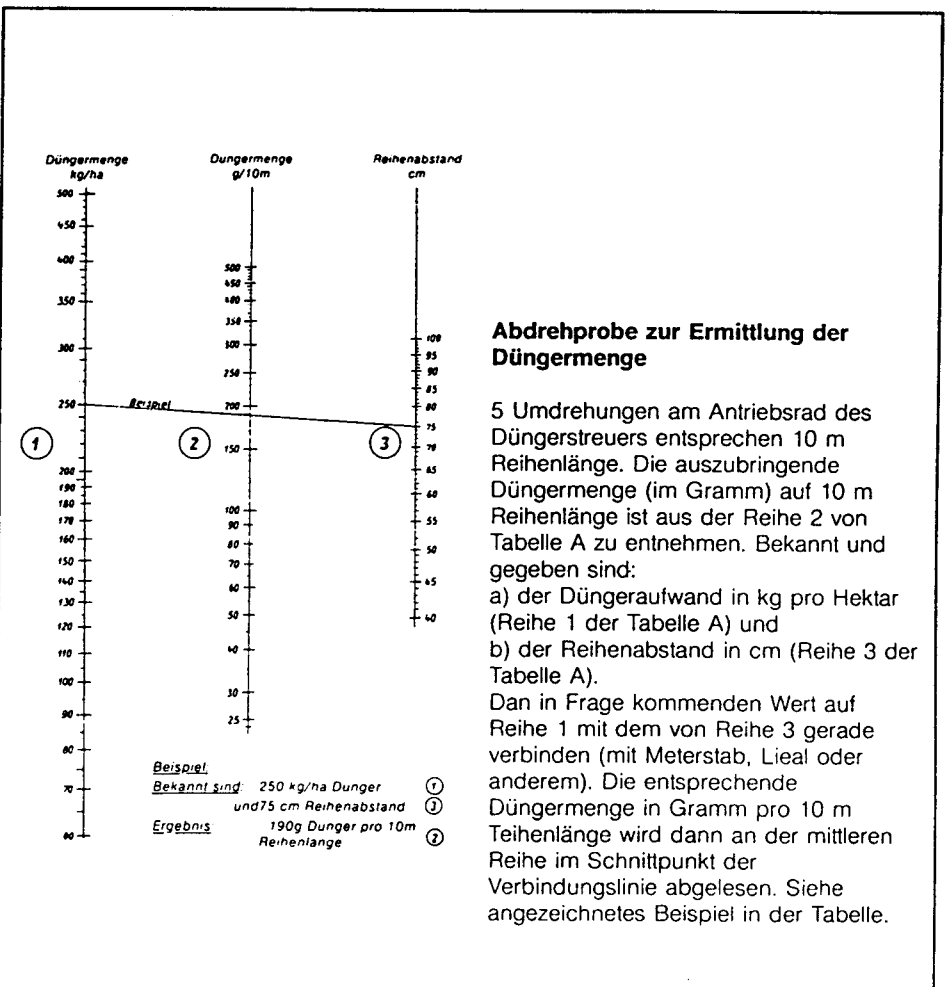 Düngermenge
kg/ha
500
450
400
350
300
250
200
190
180
170
160
150
140
130
120
110
100
90
80
70
60
Dungermenge
g/10m
500
450
400
350
300
250
200
150
100
90
80
70
60
50
40
30
25
Reihenabstand
cm
100
95
90
85
80
75
70
65
60
55
50
45
40
Beispiel
1
2
3
Beispiel:
Bekannt sind: 250 kg/ha Dunger 1
und75 cm Reihenabstand 3
Ergebnis 190g Dunger pro 10m
Reihenlange 2
Abdrehprobe zur Ermittlung der
Düngermenge
5 Umdrehungen am Antriebsrad des
Düngerstreuers entsprechen 10 m
Reihenlänge. Die auszubringende
Düngermenge (im Gramm) auf 10 m
Reihenlänge ist aus der Reihe 2 von
Tabelle A zu entnehmen. Bekannt und
gegeben sind:
a) der Düngeraufwand in kg pro Hektar
(Reihe 1 der Tabelle A) und
b) der Reihenabstand in cm (Reihe 3 der
Tabelle A).
Dan in Frage kommenden Wert auf
Reihe 1 mit dem von Reihe 3 gerade
verbinden (mit Meterstab, Lieal oder
anderem). Die entsprechende
Düngermenge in Gramm pro 10 m
Teihenlänge wird dann an der mittleren
Reihe im Schnittpunkt der
Verbindungslinie abgelesen. Siehe
angezeichnetes Beispiel in der Tabelle.